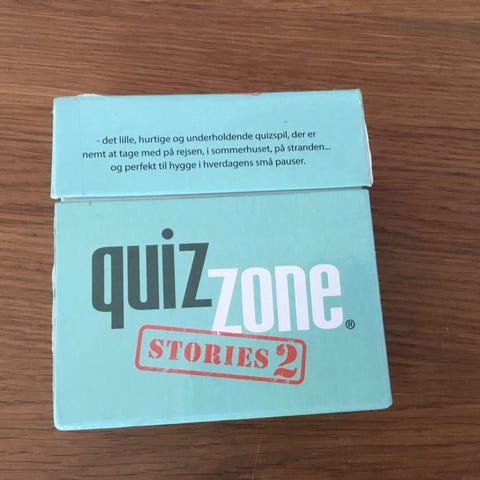 - det lille, hurtige og underholdende quizspil, der er
nemt at tage med på rejsen, i sommerhuset, på stranden...
og perfekt til hygge i hverdagens små pauser.
quiz
zone®
STORIES 2